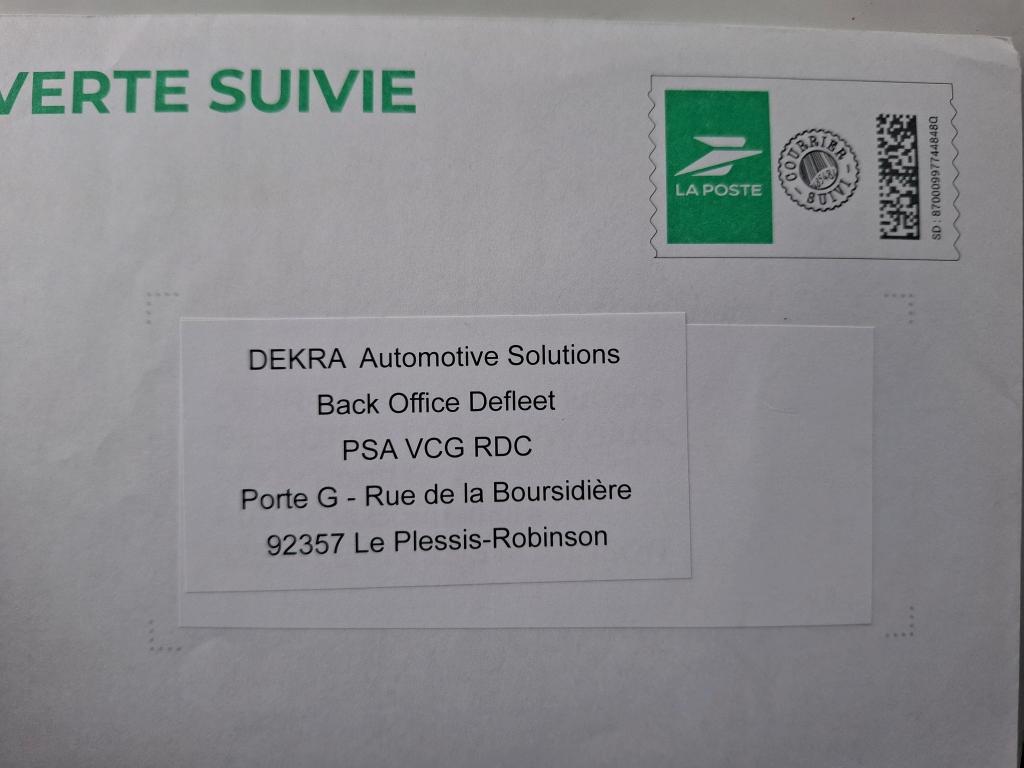 VERTE SUIVIE
LA POSTE
COURRIER
SUIVI
SD : 87000997744848Q
DEKRA Automotive Solutions
Back Office Defleet
PSA VCG RDC
Porte G - Rue de la Boursidière
92357 Le Plessis-Robinson